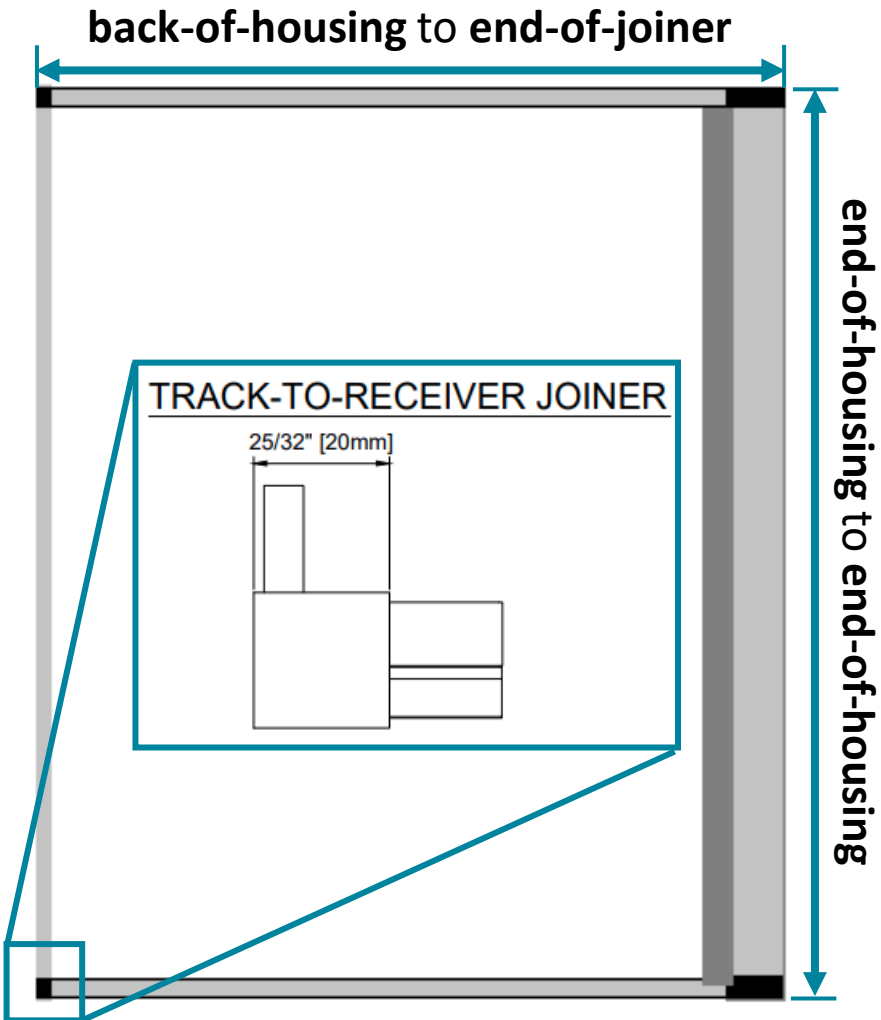 back-of-housing to end-of-joiner
end-of-housing to end-of-housing
TRACK-TO-RECEIVER JOINER
25/32" [20mm]